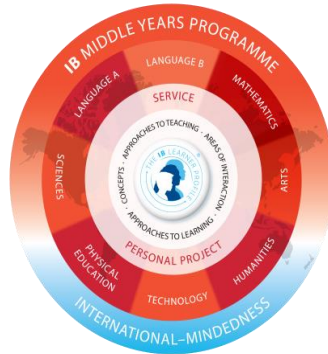 IB MIDDLE YEARS PROGRAMME
LANGUAGE B
LANGUAGE A
MATHEMATICS
SERVICE
APPROACHES TO TEACHING · AREAS OF INTERACTION ·
CONCEPTS ·
THE IB LEARNER PROFILE
SCIENCES
ARTS
APPROACHES TO LEARNING ·
PERSONAL PROJECT
PHYSICAL
EDUCATION
HUMANITIES
TECHNOLOGY
INTERNATIONAL–MINDEDNESS